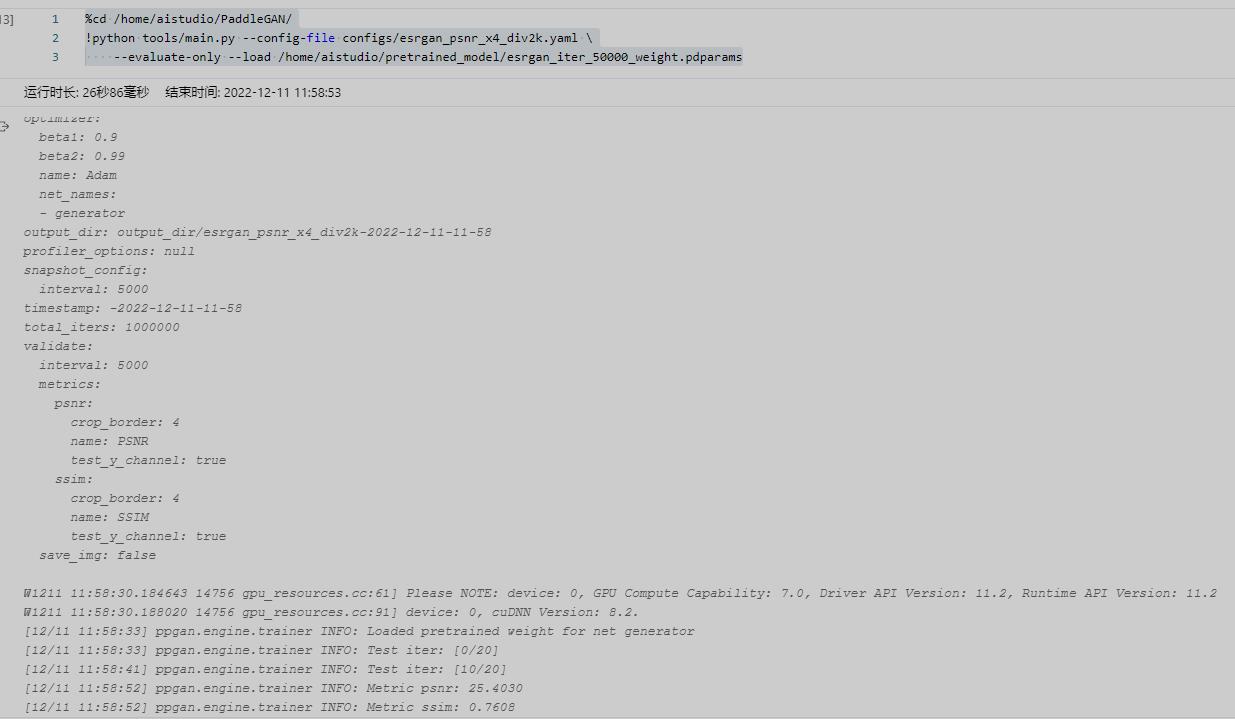 13]
1 %cd /home/aistudio/PaddleGAN/
2 !python tools/main.py --config-file configs/esrgan_psnr_x4_div2k.yaml \
3 ····--evaluate-only --load /home/aistudio/pretrained_model/esrgan_iter_50000_weight.pdparams
运行时长: 26秒86毫秒 结束时间: 2022-12-11 11:58:53
optimizer:
  beta1: 0.9
  beta2: 0.99
  name: Adam
  net_names:
  - generator
output_dir: output_dir/esrgan_psnr_x4_div2k-2022-12-11-11-58
profiler_options: null
snapshot_config:
  interval: 5000
timestamp: -2022-12-11-11-58
total_iters: 1000000
validate:
  interval: 5000
  metrics:
    psnr:
      crop_border: 4
      name: PSNR
      test_y_channel: true
    ssim:
      crop_border: 4
      name: SSIM
      test_y_channel: true
  save_img: false
W1211 11:58:30.184643 14756 gpu_resources.cc:61] Please NOTE: device: 0, GPU Compute Capability: 7.0, Driver API Version: 11.2, Runtime API Version: 11.2
W1211 11:58:30.188020 14756 gpu_resources.cc:91] device: 0, cuDNN Version: 8.2.
[12/11 11:58:33] ppgan.engine.trainer INFO: Loaded pretrained weight for net generator
[12/11 11:58:33] ppgan.engine.trainer INFO: Test iter: [0/20]
[12/11 11:58:41] ppgan.engine.trainer INFO: Test iter: [10/20]
[12/11 11:58:52] ppgan.engine.trainer INFO: Metric psnr: 25.4030
[12/11 11:58:52] ppgan.engine.trainer INFO: Metric ssim: 0.7608